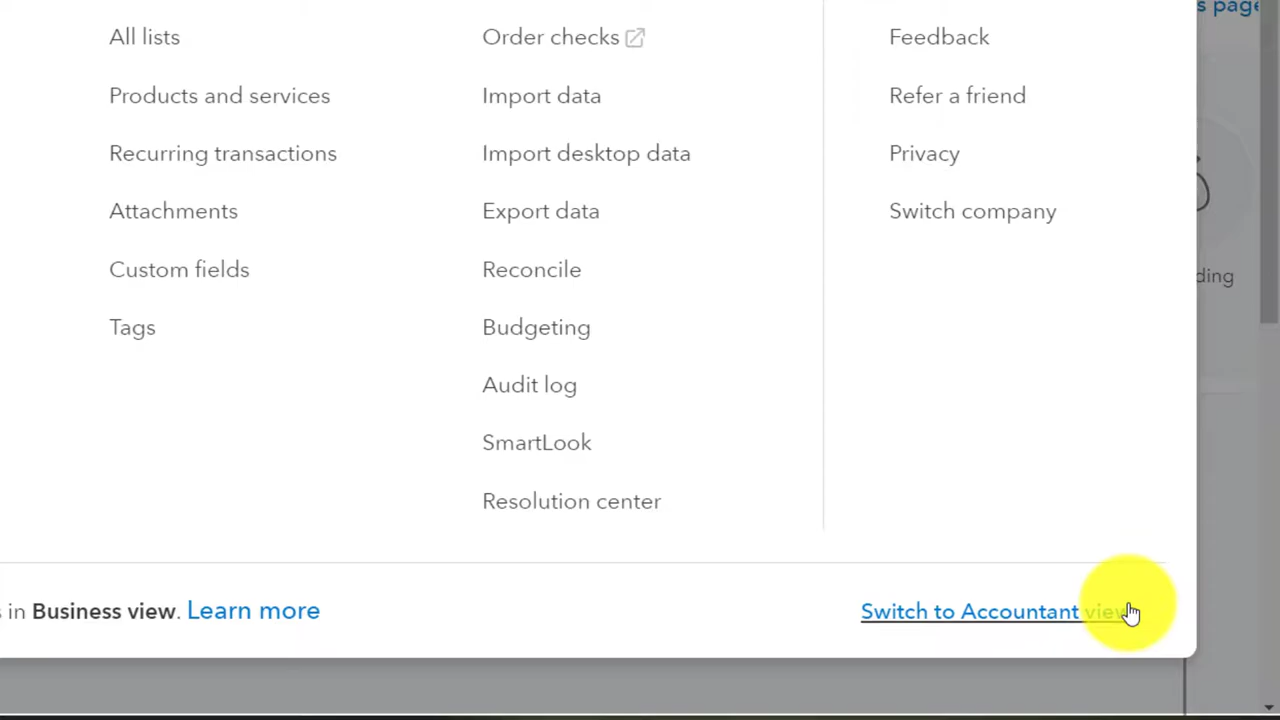 s page
All lists
Products and services
Recurring transactions
Attachments
Custom fields
Tags
Order checks
Import data
Import desktop data
Export data
Reconcile
Budgeting
Audit log
SmartLook
Resolution center
Feedback
Refer a friend
Privacy
Switch company
ding
s in Business view. Learn more
Switch to Accountant view